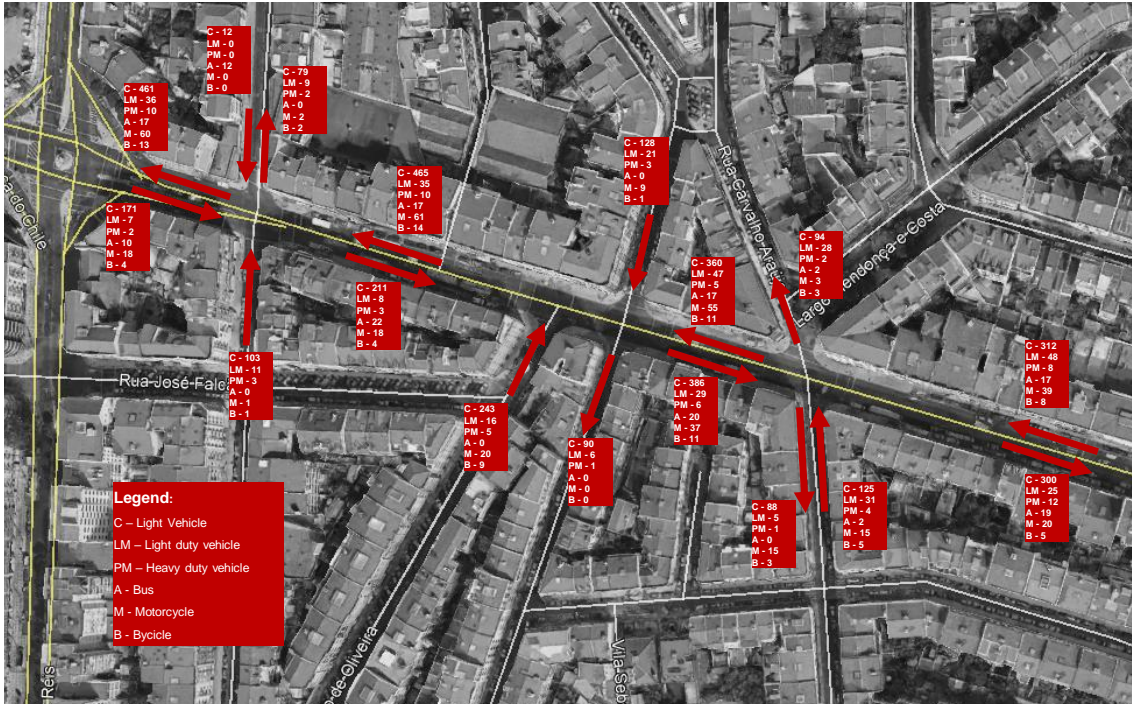 C - 12
LM - 0
PM - 0
A - 12
M - 0
B - 0
C - 79
LM - 9
PM - 2
A - 0
M - 2
B - 2
C - 461
LM - 36
PM - 10
A - 17
M - 60
B - 13
C - 128
LM - 21
PM - 3
A - 0
M - 9
B - 1
Rua Carvalho Araúj
C - 465
LM - 35
PM - 10
A - 17
M - 61
B - 14
ça do Chile
C - 171
LM - 7
PM - 2
A - 10
M - 18
B - 4
Largo Mendonça e Costa
C - 94
LM - 28
PM - 2
A - 2
M - 3
B - 3
C - 360
LM - 47
PM - 5
A - 17
M - 55
B - 11
C - 211
LM - 8
PM - 3
A - 22
M - 18
B - 4
C - 312
LM - 48
PM - 8
A - 17
M - 39
B - 8
C - 103
LM - 11
PM - 3
A - 0
M - 1
B - 1
Rua José Falc
C - 386
LM - 29
PM - 6
A - 20
M - 37
B - 11
C - 243
LM - 16
PM - 5
A - 0
M - 20
B - 9
C - 90
LM - 6
PM - 1
A - 0
M - 0
B - 0
C - 300
LM - 25
PM - 12
A - 19
M - 20
B - 5
C - 88
LM - 5
PM - 1
A - 0
M - 15
B - 3
C - 125
LM - 31
PM - 4
A - 2
M - 15
B - 5
Legend:
C – Light Vehicle
LM – Light duty vehicle
PM – Heavy duty vehicle
A - Bus
M - Motorcycle
B - Bycicle
o de Oliveira
Vila Seb
Reis